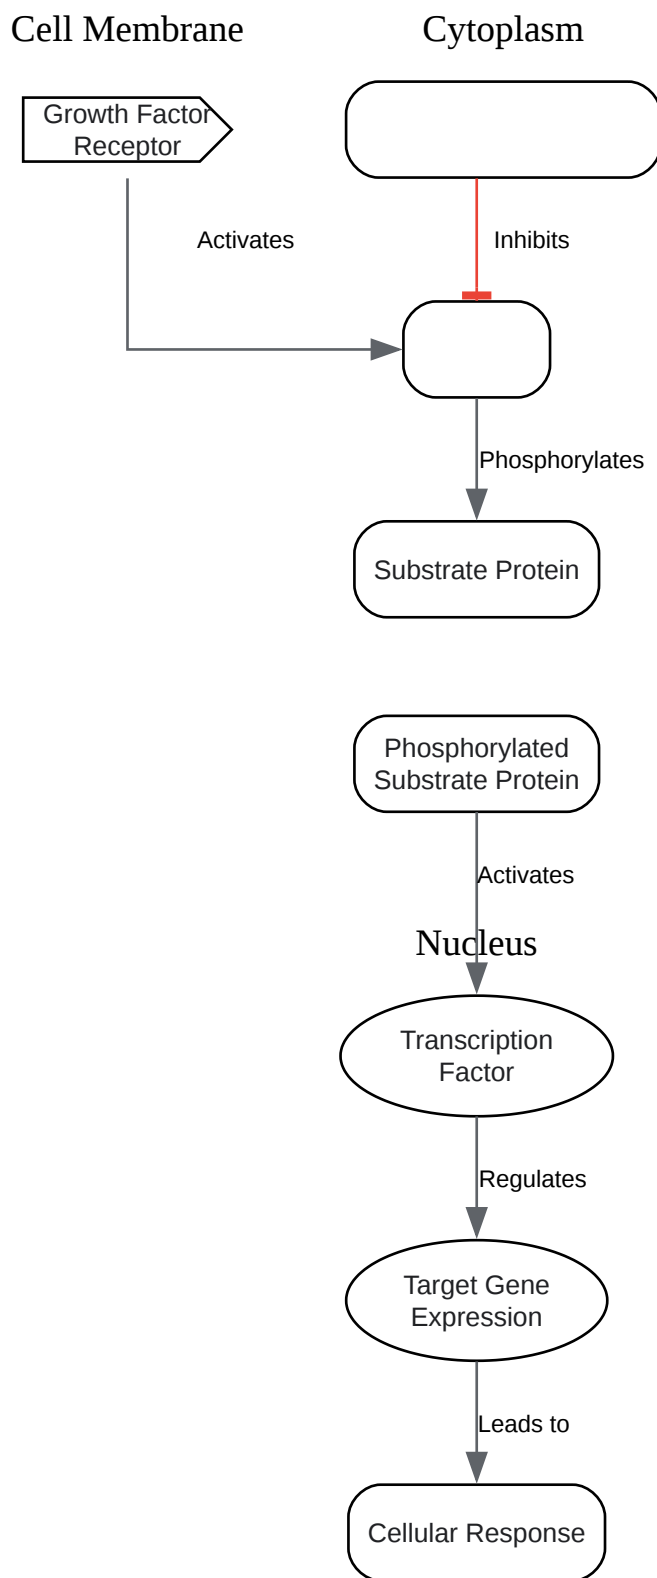 Cell Membrane
Cytoplasm
Growth Factor
Receptor
Activates
Inhibits
Phosphorylates
Substrate Protein
Phosphorylated
Substrate Protein
Activates
Nucleus
Transcription
Factor
Regulates
Target Gene
Expression
Leads to
Cellular Response